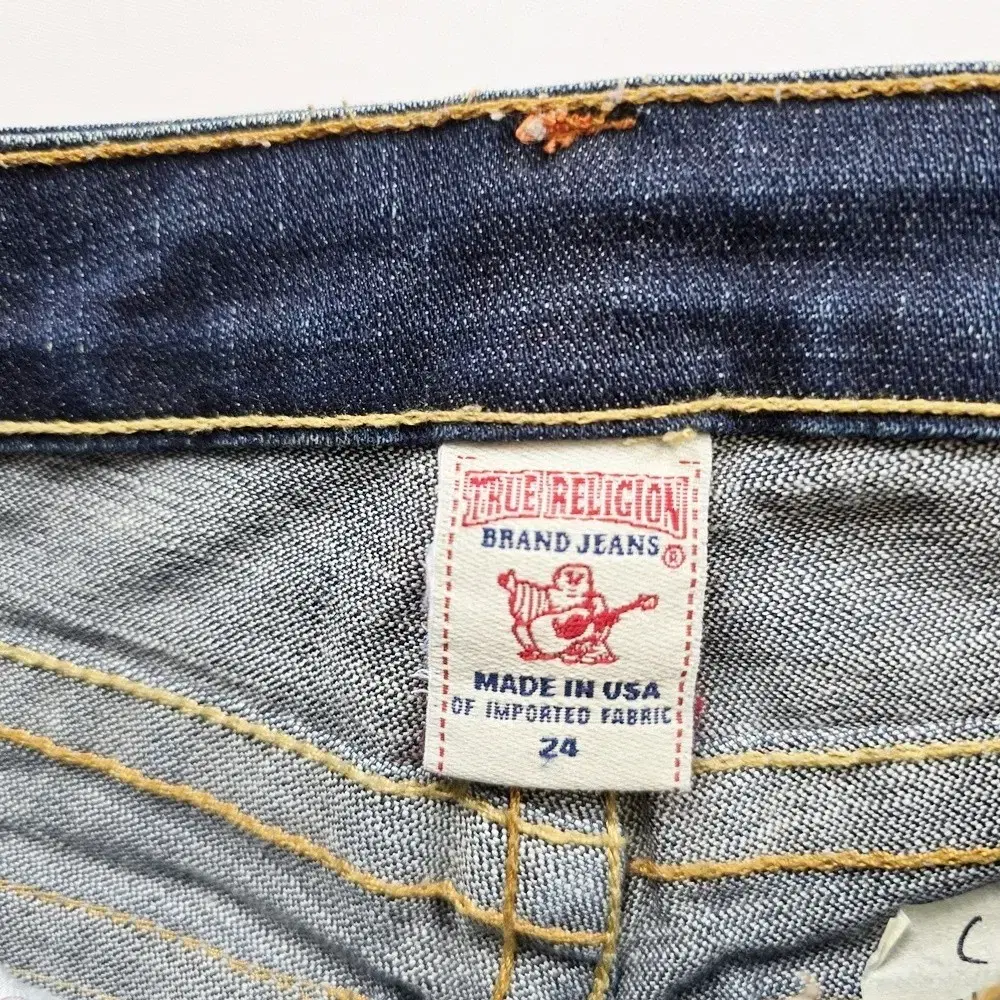 TRUE RELIGION
BRAND JEANS ®
MADE IN USA
OF IMPORTED FABRIC
24
C